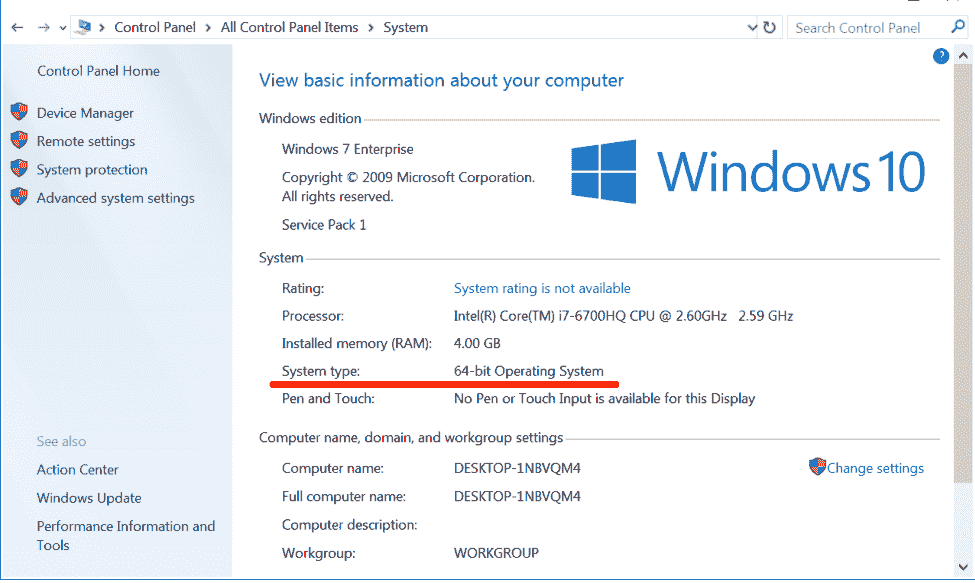 Control Panel > All Control Panel Items > System
Search Control Panel
Control Panel Home
Device Manager
Remote settings
System protection
Advanced system settings
See also
Action Center
Windows Update
Performance Information and
Tools
?
View basic information about your computer
Windows edition
Windows 7 Enterprise
Copyright © 2009 Microsoft Corporation.
All rights reserved.
Service Pack 1
Windows 10
System
Rating: System rating is not available
Processor: Intel(R) Core(TM) i7-6700HQ CPU @ 2.60GHz 2.59 GHz
Installed memory (RAM): 4.00 GB
System type: 64-bit Operating System
Pen and Touch: No Pen or Touch Input is available for this Display
Computer name, domain, and workgroup settings
Computer name: DESKTOP-1NBVQM4
Change settings
Full computer name: DESKTOP-1NBVQM4
Computer description:
Workgroup: WORKGROUP